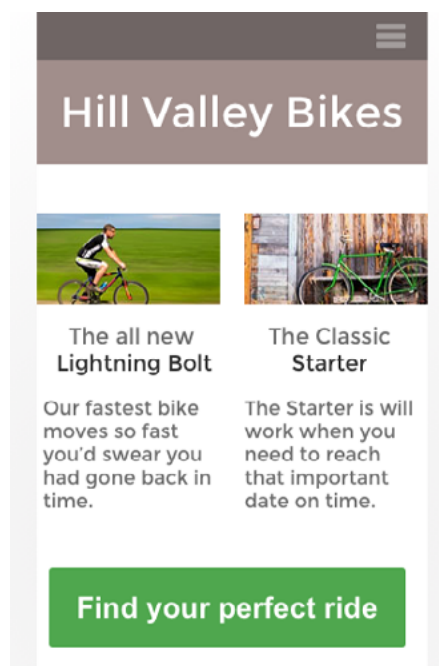 Hill Valley Bikes
The all new
Lightning Bolt
Our fastest bike
moves so fast
you'd swear you
had gone back in
time.
The Classic
Starter
The Starter is will
work when you
need to reach
that important
date on time.
Find your perfect ride